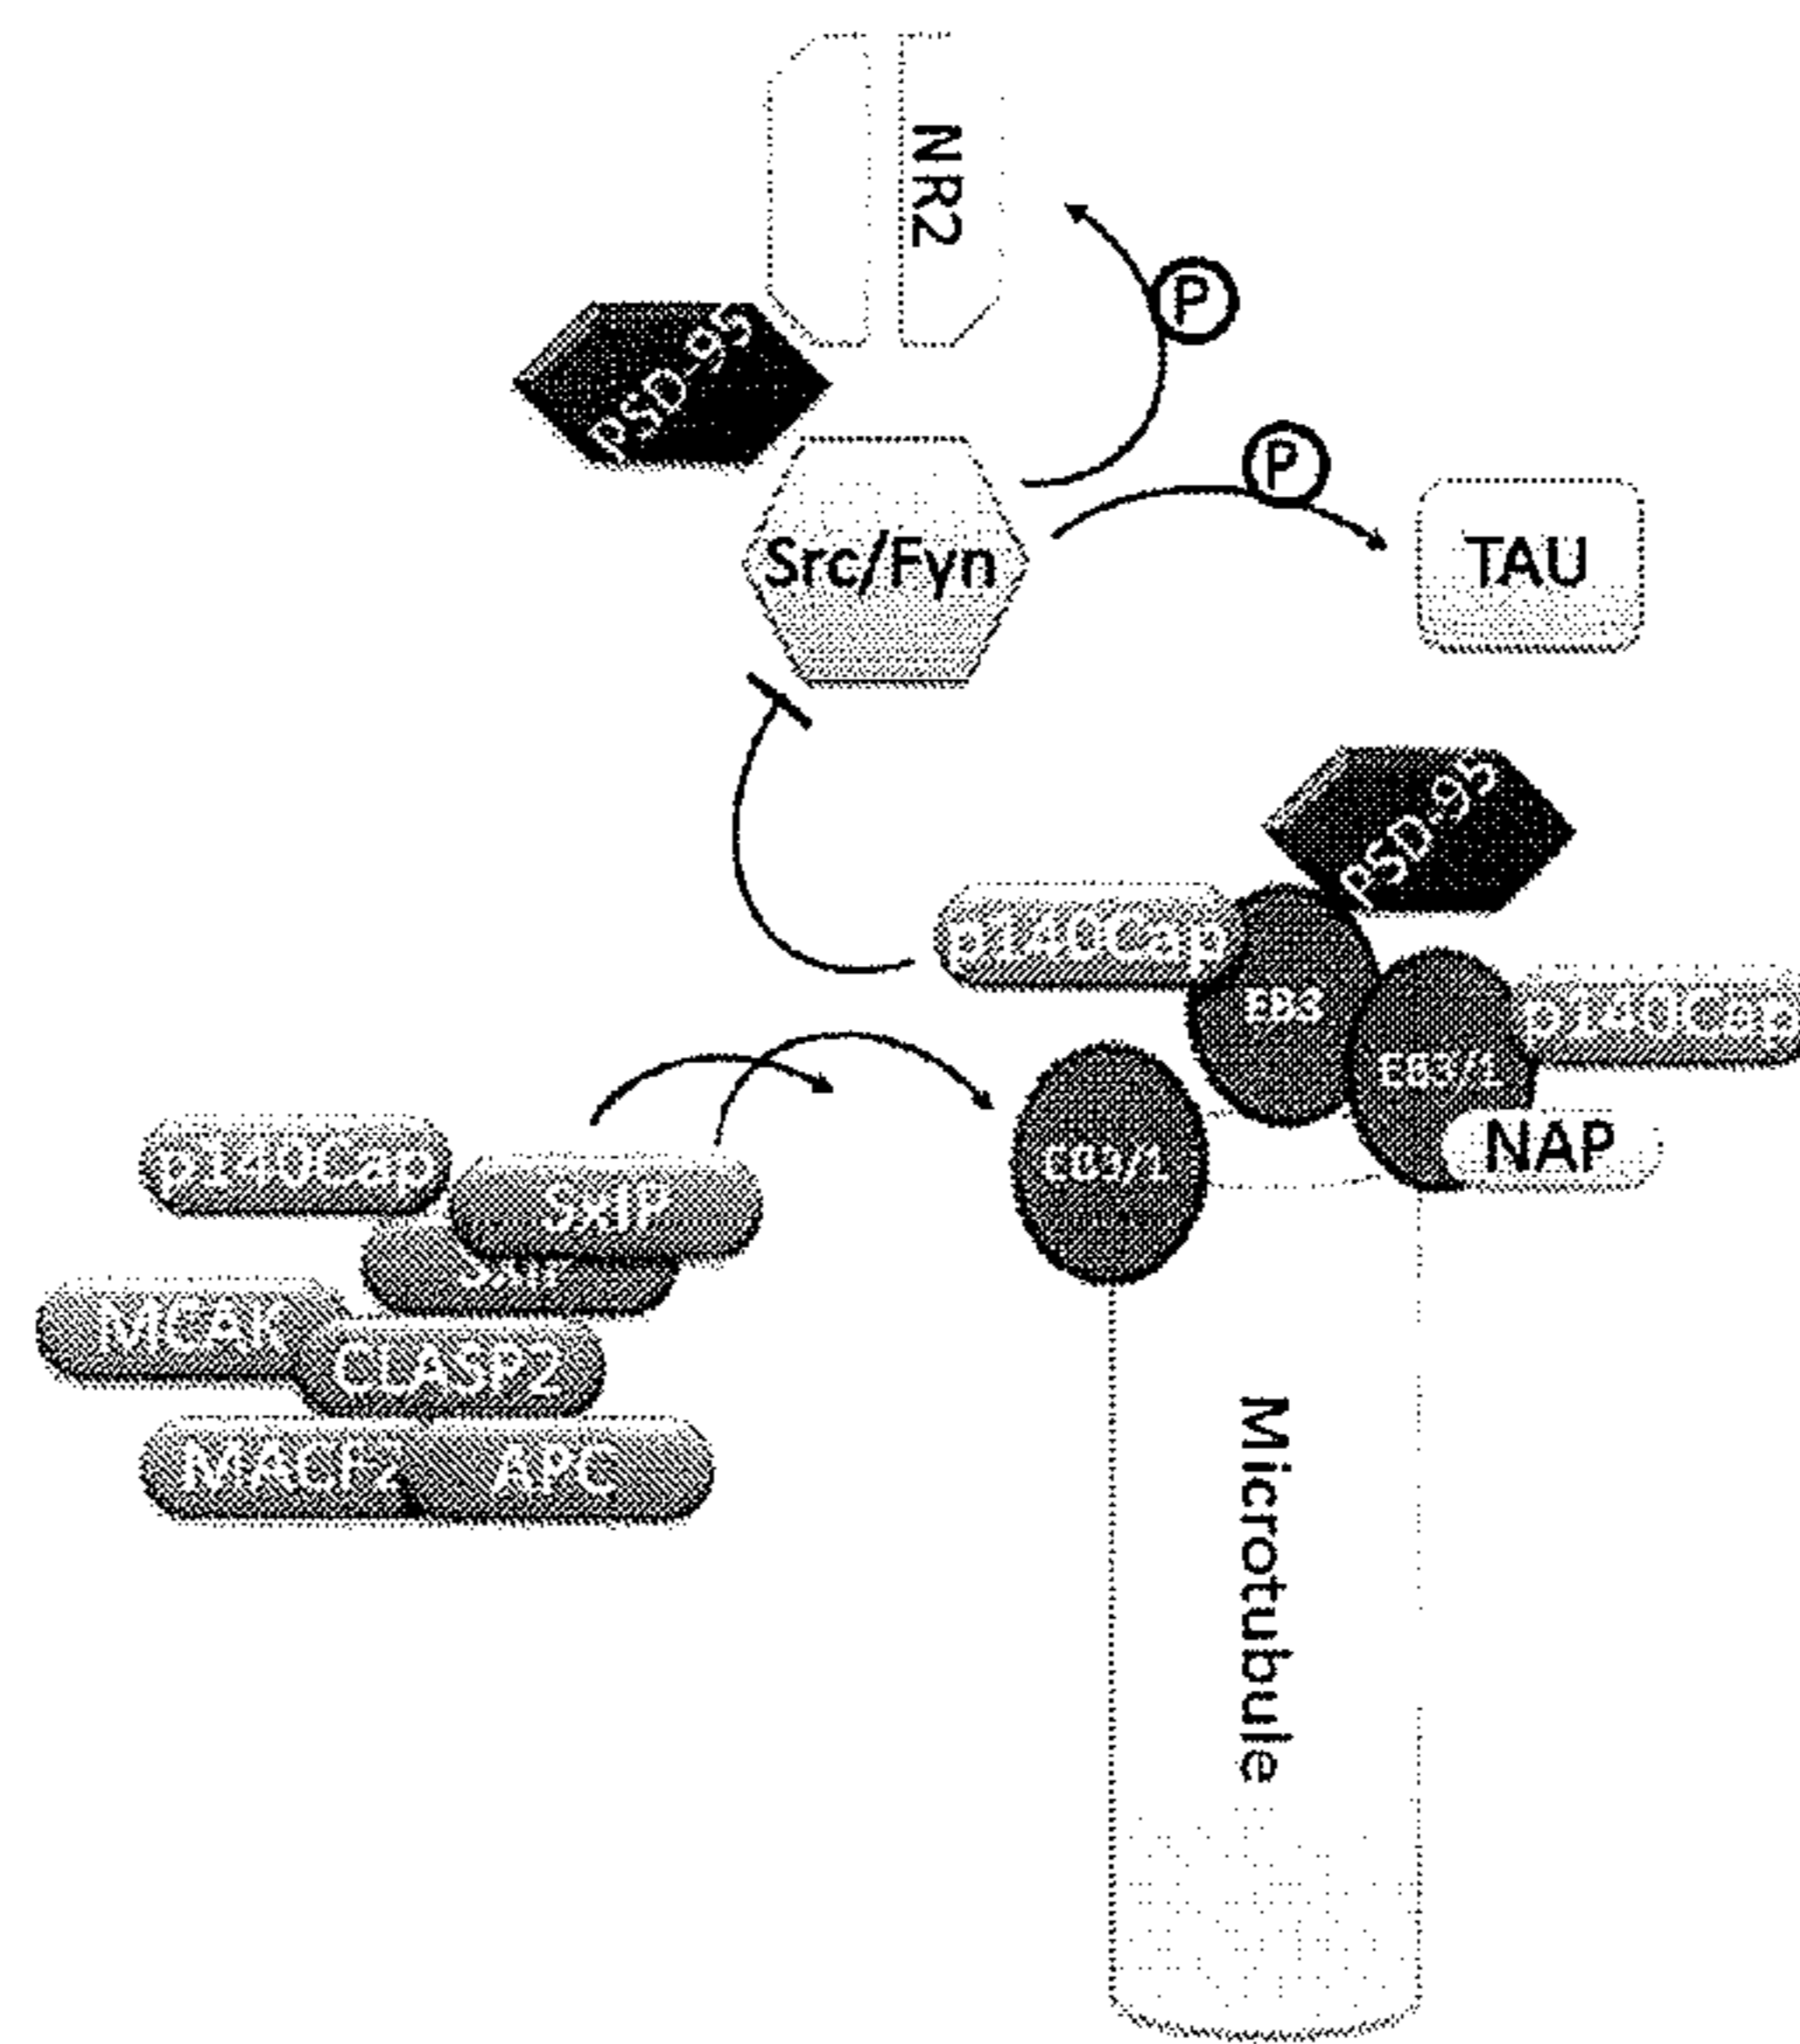 NR2
PSD-95
P
P
Src/Fyn
TAU
PSD-95
p140Cap
EB3
p140Cap
EB3/1
NAP
EB3/1
p140Cap
SxIP
SxIP
MCAK
CLASP2
MACF2
APC
Microtubule